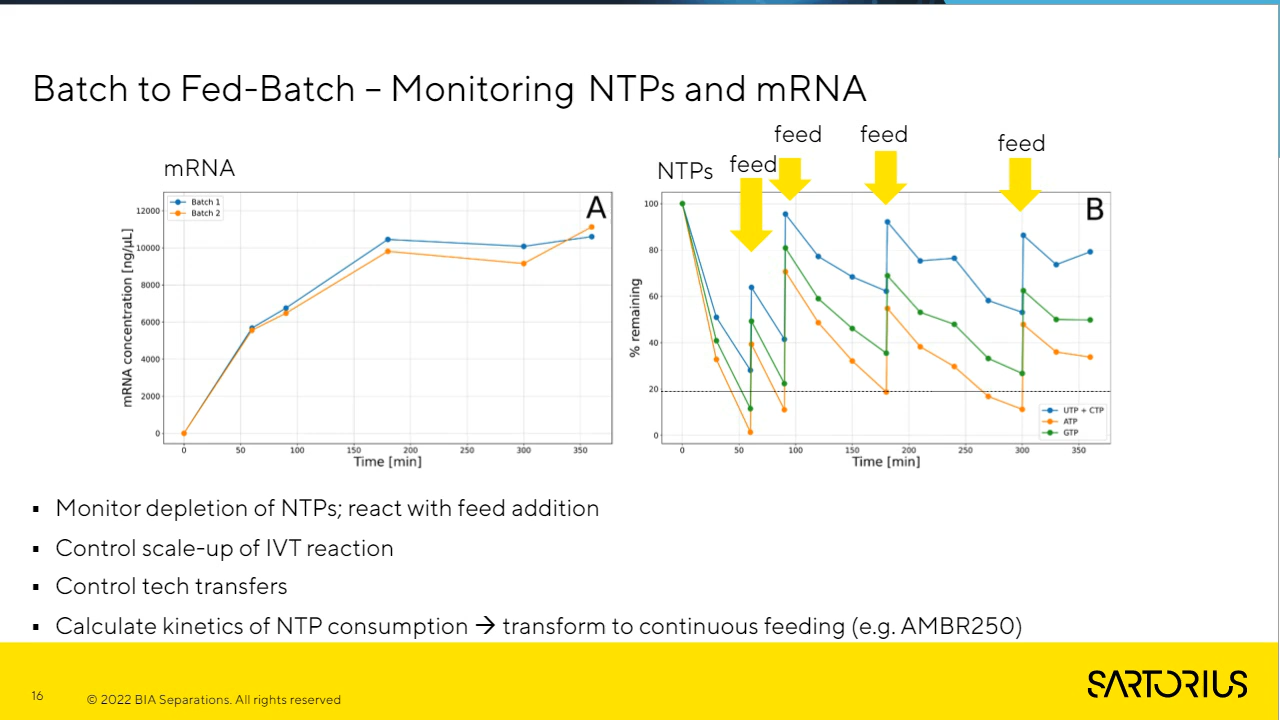 Batch to Fed-Batch – Monitoring NTPs and mRNA
feed
feed
feed
feed
mRNA
NTPs
Batch 1
Batch 2
A
12000
10000
8000
6000
4000
2000
0
mRNA concentration [ng/μL]
0 50 100 150 200 250 300 350
Time [min]
B
100
80
60
40
20
0
% remaining
UTP + CTP
ATP
GTP
0 50 100 150 200 250 300 350
Time [min]
▪ Monitor depletion of NTPs; react with feed addition
▪ Control scale-up of IVT reaction
▪ Control tech transfers
▪ Calculate kinetics of NTP consumption → transform to continuous feeding (e.g. AMBR250)
16 © 2022 BIA Separations. All rights reserved
SARTORIUS